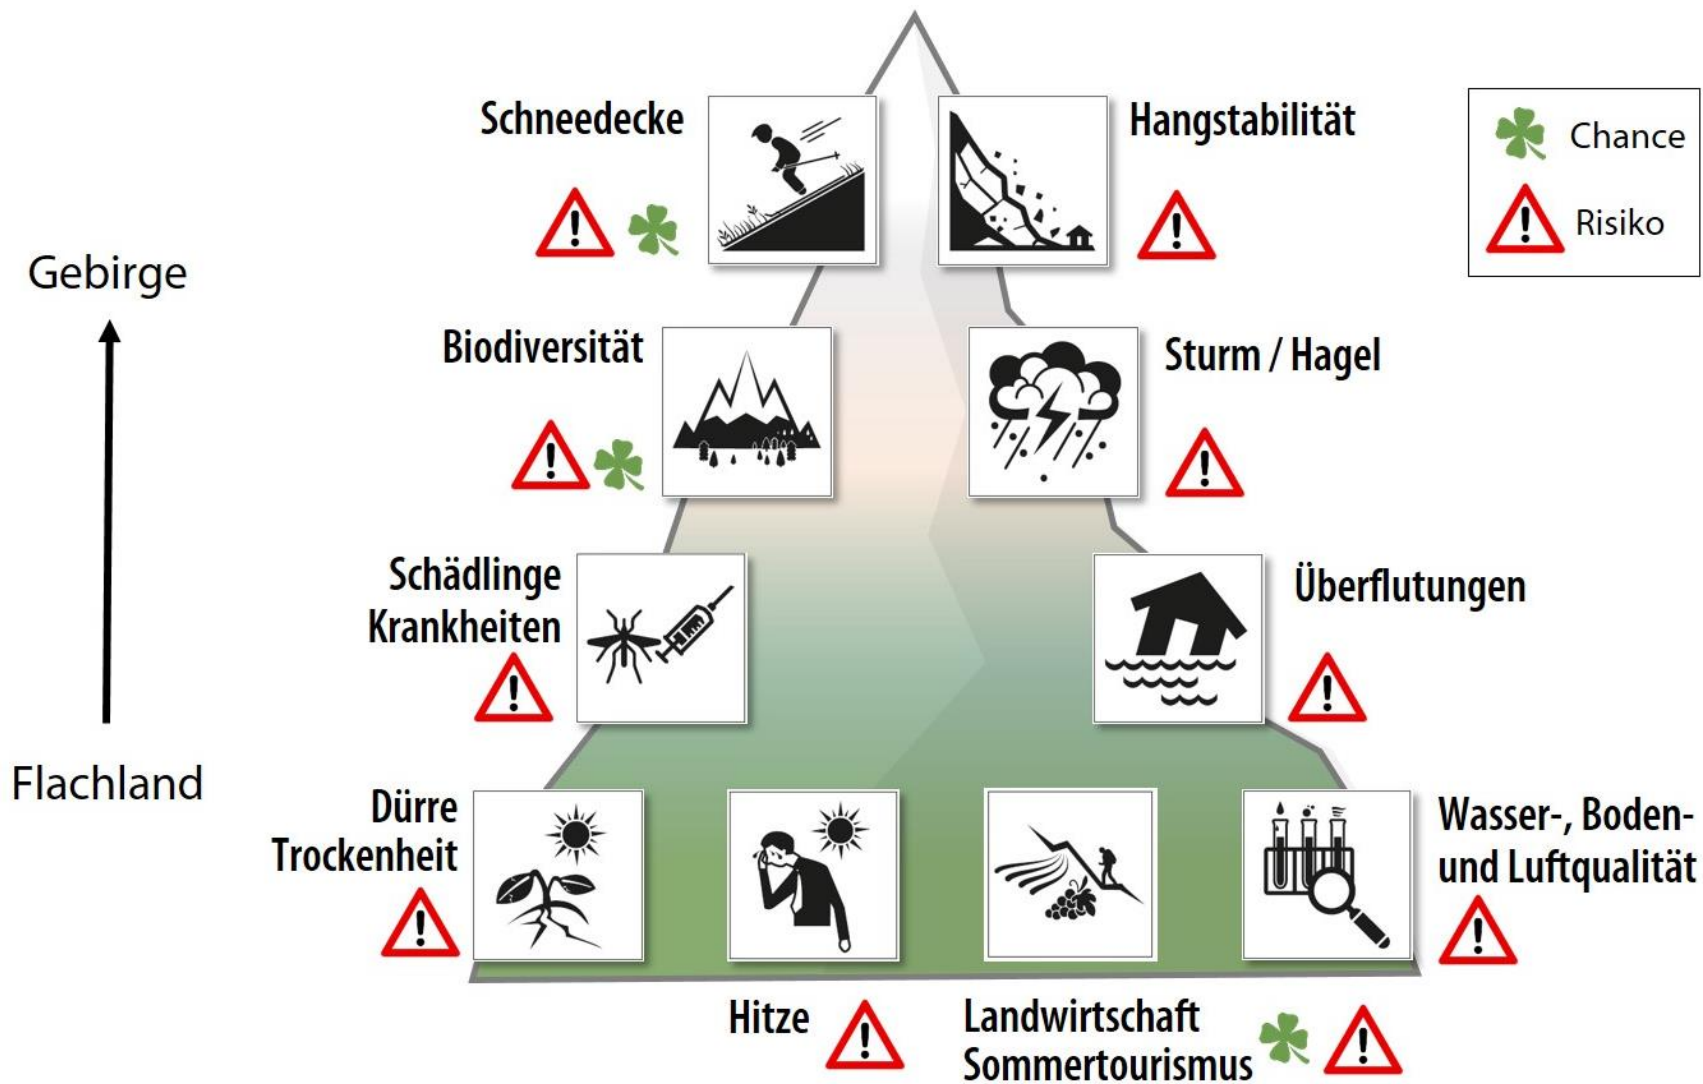 Schneedecke
Hangstabilität
Chance
Risiko
Gebirge
Biodiversität
Sturm / Hagel
Schädlinge
Krankheiten
Überflutungen
Flachland
Dürre
Trockenheit
Wasser-, Boden-
und Luftqualität
Hitze
Landwirtschaft
Sommertourismus